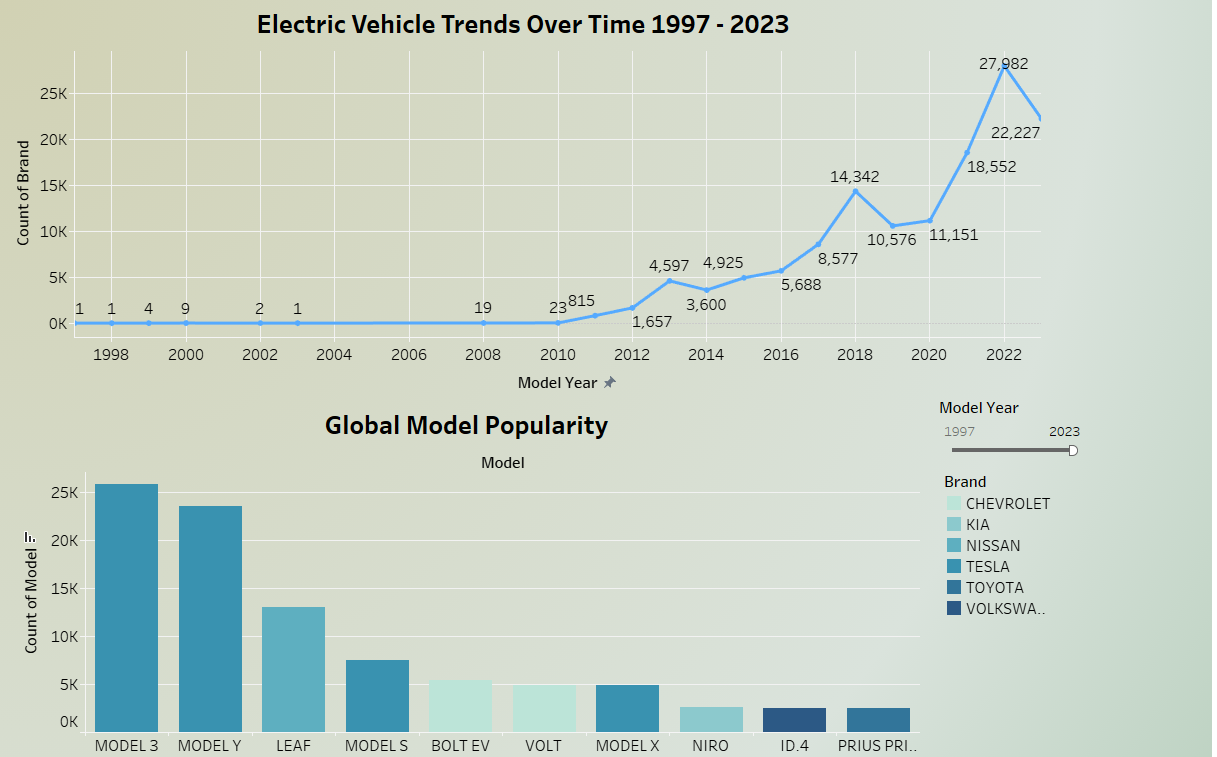 Electric Vehicle Trends Over Time 1997 - 2023
Count of Brand
25K
20K
15K
10K
5K
0K
1
1
4
9
2
1
19
23
815
1,657
4,597
3,600
4,925
5,688
8,577
14,342
10,576
11,151
18,552
27,982
22,227
1998 2000 2002 2004 2006 2008 2010 2012 2014 2016 2018 2020 2022
Model Year
Global Model Popularity
Model
Count of Model
25K
20K
15K
10K
5K
0K
MODEL 3 MODEL Y LEAF MODEL S BOLT EV VOLT MODEL X NIRO ID.4 PRIUS PRI..
Model Year
1997 2023
Brand
CHEVROLET
KIA
NISSAN
TESLA
TOYOTA
VOLKSWA..